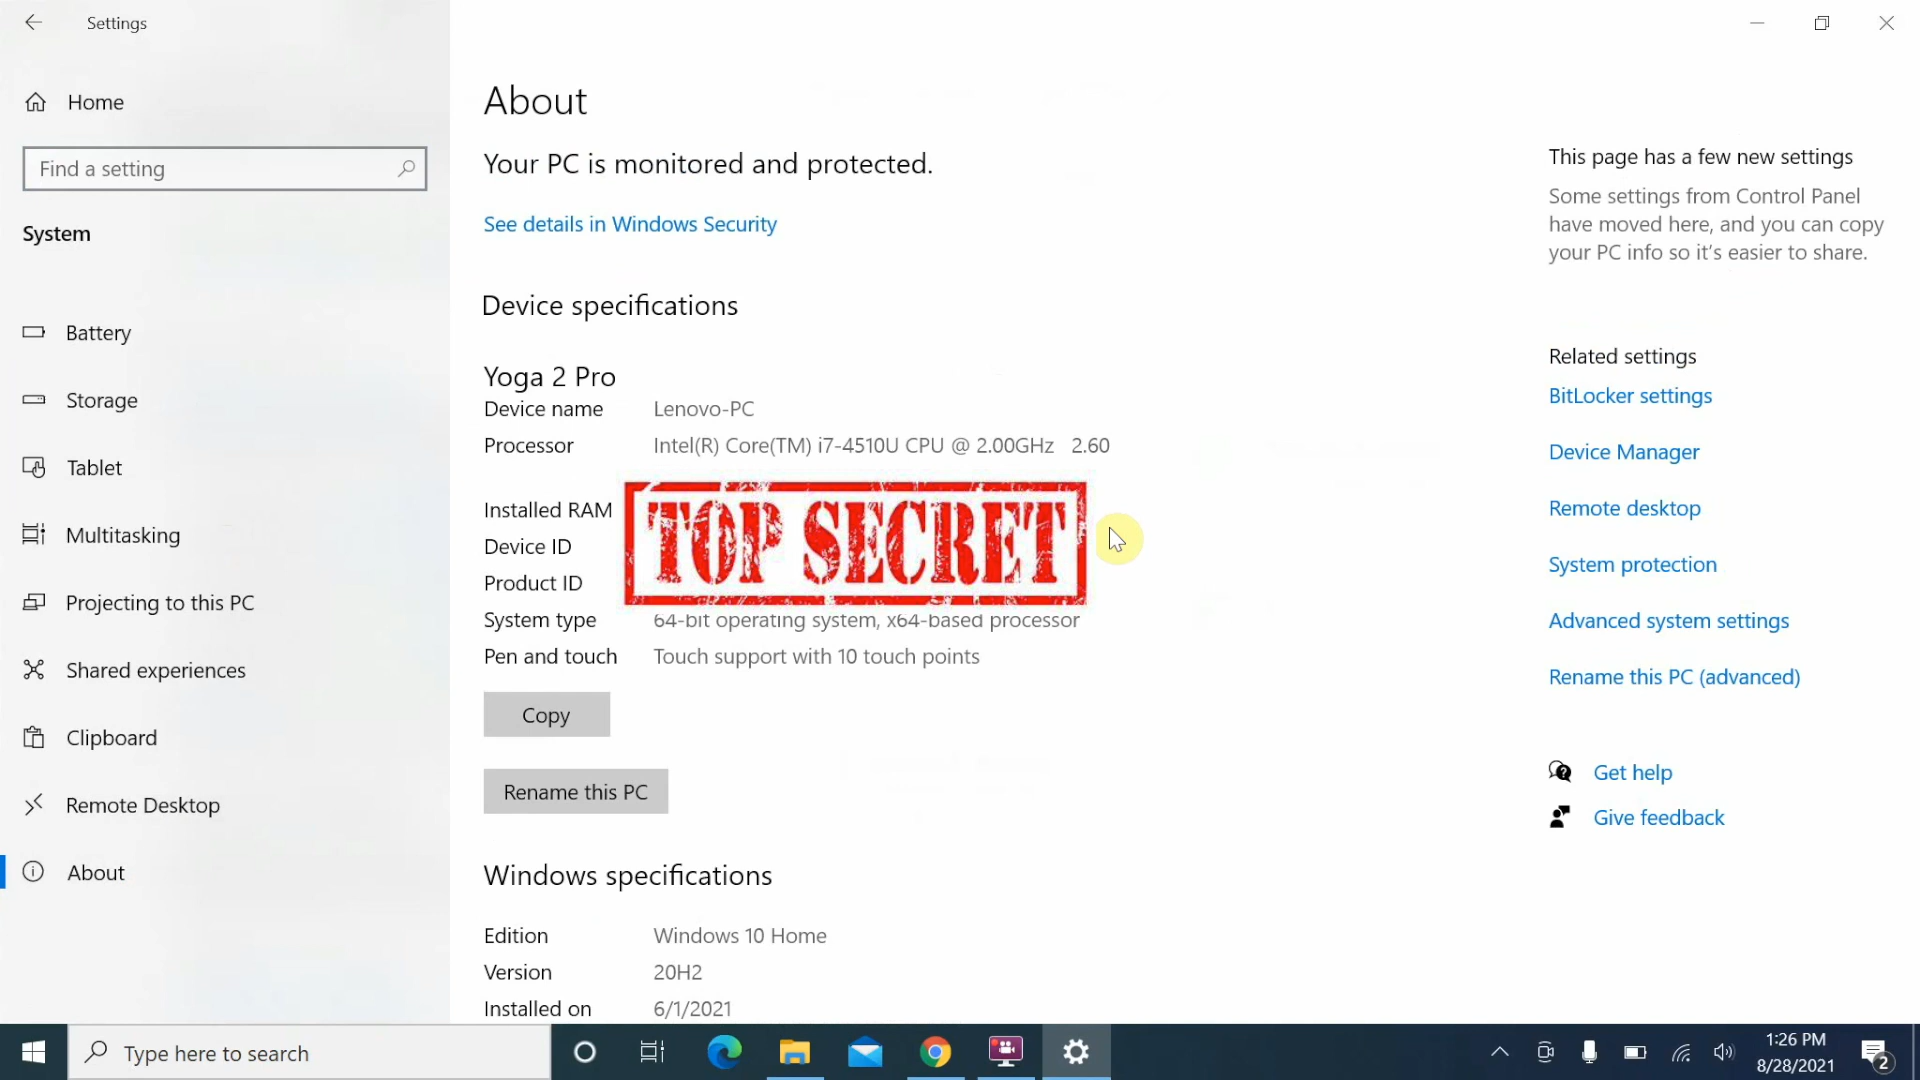 Settings
Home
Find a setting
System
Battery
Storage
Tablet
Multitasking
Projecting to this PC
Shared experiences
Clipboard
Remote Desktop
About
About
Your PC is monitored and protected.
See details in Windows Security
Device specifications
Yoga 2 Pro
Device name Lenovo-PC
Processor Intel(R) Core(TM) i7-4510U CPU @ 2.00GHz 2.60
Installed RAM
Device ID
Product ID
TOP SECRET
System type 64-bit operating system, x64-based processor
Pen and touch Touch support with 10 touch points
Copy
Rename this PC
Windows specifications
Edition Windows 10 Home
Version 20H2
Installed on 6/1/2021
This page has a few new settings
Some settings from Control Panel
have moved here, and you can copy
your PC info so it's easier to share.
Related settings
BitLocker settings
Device Manager
Remote desktop
System protection
Advanced system settings
Rename this PC (advanced)
Get help
Give feedback
Type here to search
1:26 PM
8/28/2021
2